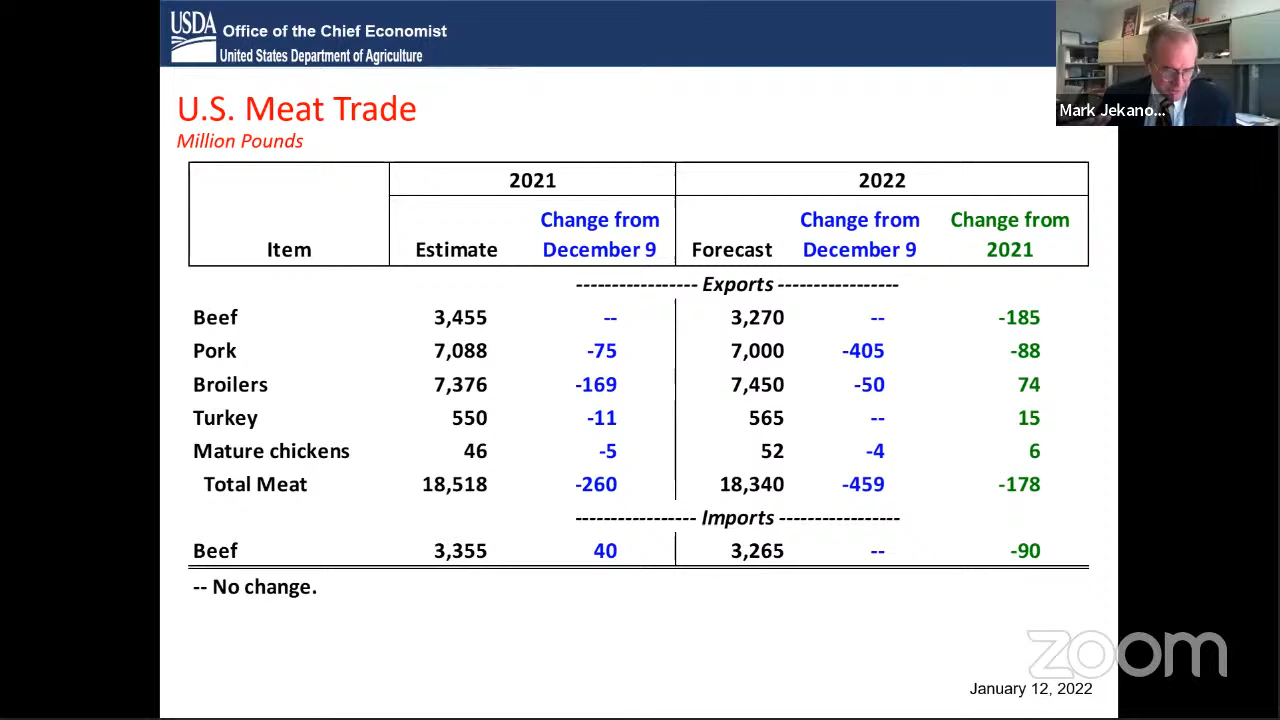 USDA
Office of the Chief Economist
United States Department of Agriculture
Mark Jekano...
U.S. Meat Trade
Million Pounds
2021 2022
Change from Change from Change from
Item Estimate December 9 Forecast December 9 2021
----------------- Exports -----------------
Beef 3,455 -- 3,270 -- -185
Pork 7,088 -75 7,000 -405 -88
Broilers 7,376 -169 7,450 -50 74
Turkey 550 -11 565 -- 15
Mature chickens 46 -5 52 -4 6
Total Meat 18,518 -260 18,340 -459 -178
----------------- Imports -----------------
Beef 3,355 40 3,265 -- -90
-- No change.
zoom
January 12, 2022